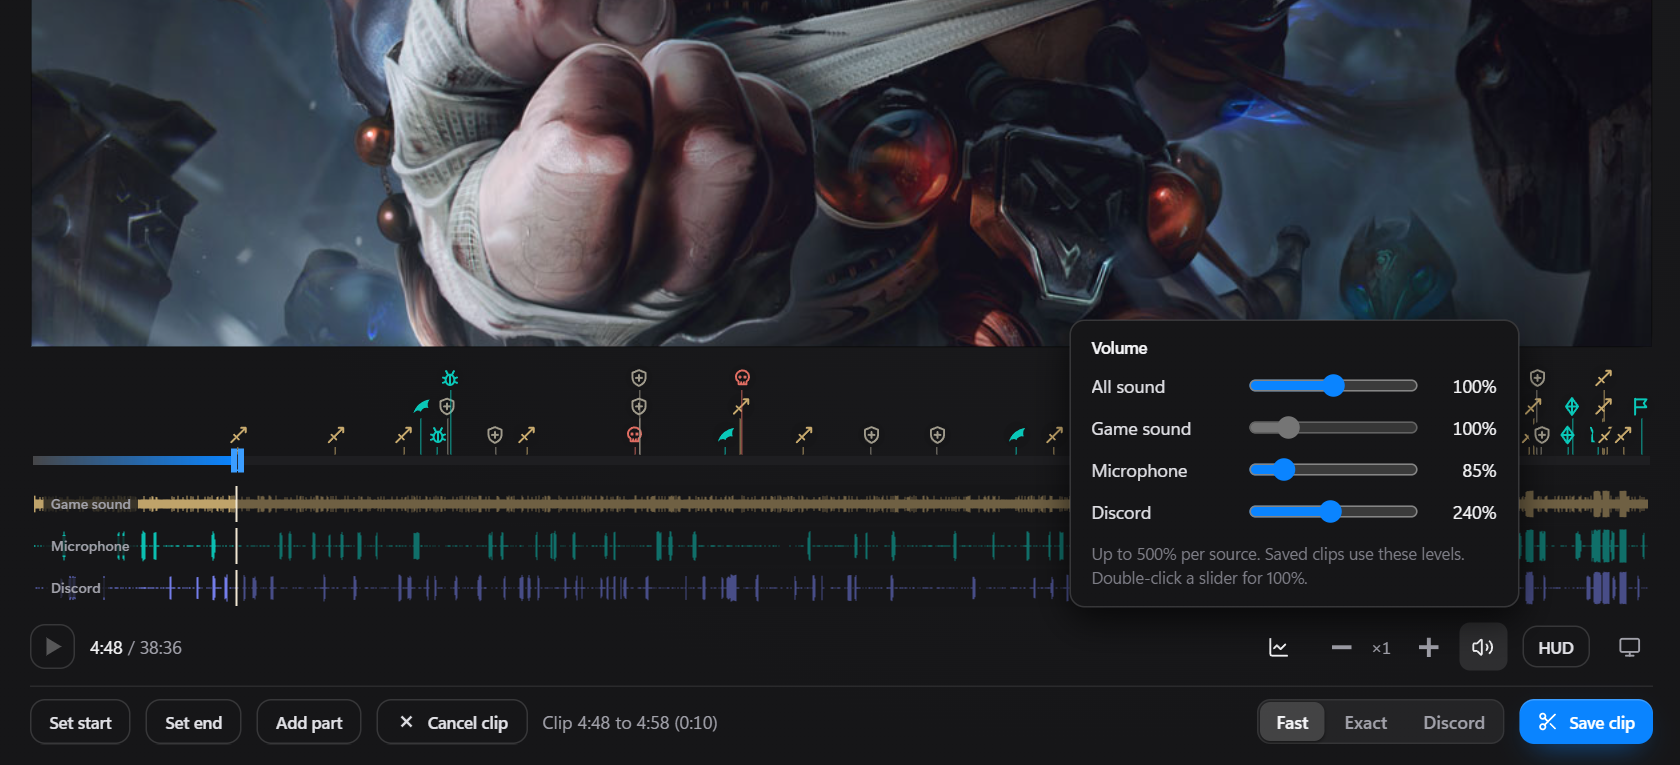 Volume
All sound 100%
Game sound 100%
Microphone 85%
Discord 240%
Up to 500% per source. Saved clips use these levels.
Double-click a slider for 100%.
Game sound
Microphone
Discord
4:48 / 38:36
×1
HUD
Set start
Set end
Add part
Cancel clip
Clip 4:48 to 4:58 (0:10)
Fast
Exact
Discord
Save clip